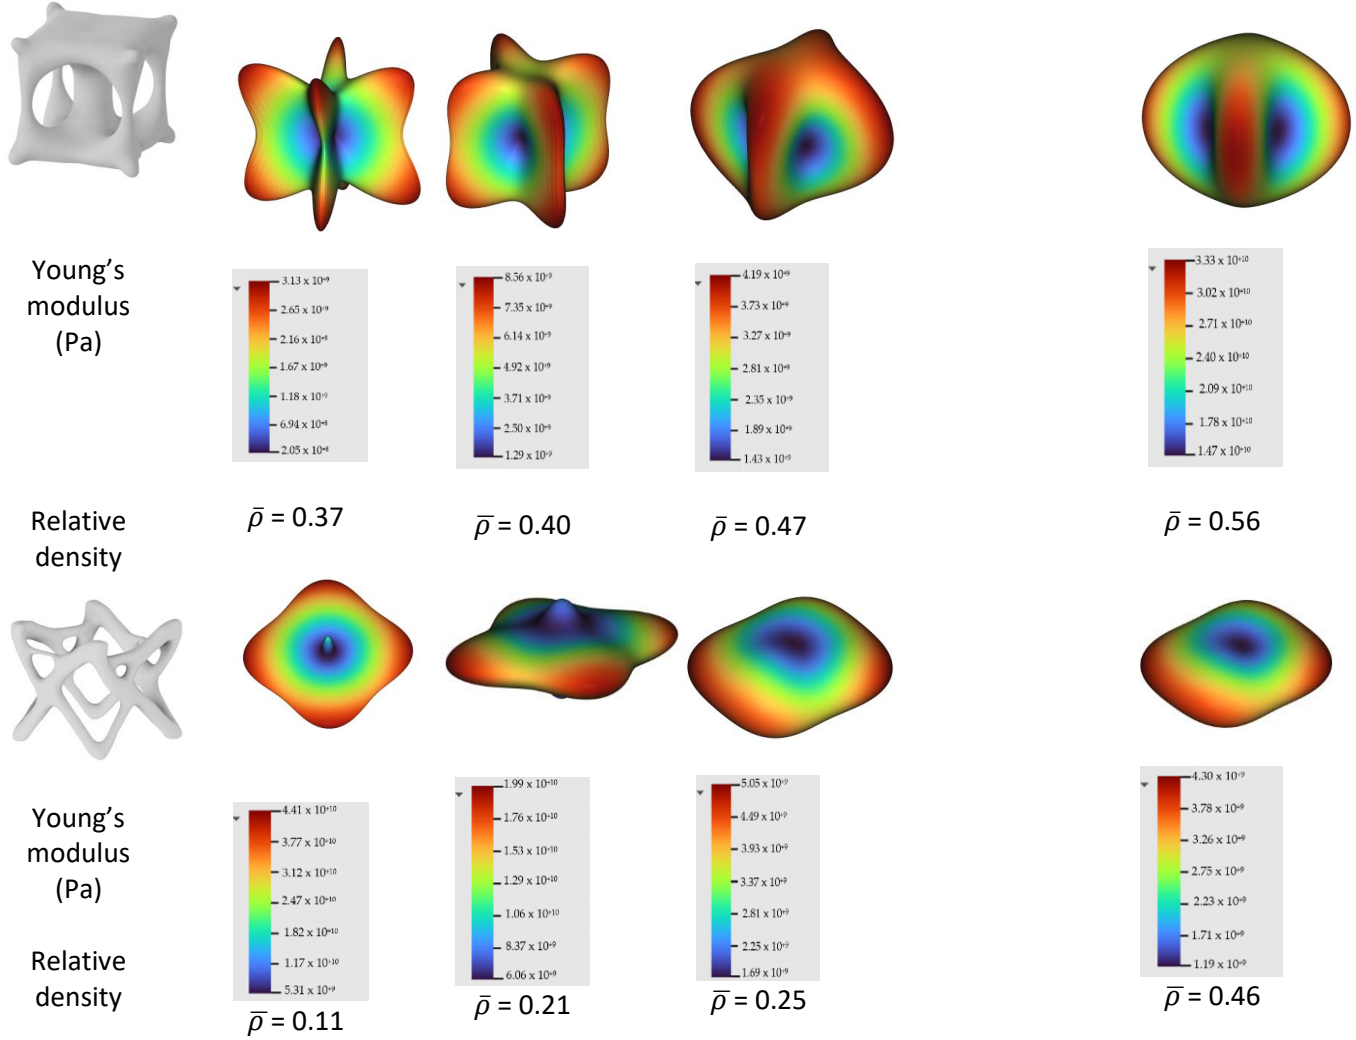 Young’s
modulus
(Pa)
3.13 x 10⁺⁹
2.65 x 10⁺⁹
2.16 x 10⁺⁹
1.67 x 10⁺⁹
1.18 x 10⁺⁹
6.94 x 10⁺⁸
2.05 x 10⁺⁸
8.56 x 10⁺⁹
7.35 x 10⁺⁹
6.14 x 10⁺⁹
4.92 x 10⁺⁹
3.71 x 10⁺⁹
2.50 x 10⁺⁹
1.29 x 10⁺⁹
4.19 x 10⁺⁹
3.73 x 10⁺⁹
3.27 x 10⁺⁹
2.81 x 10⁺⁹
2.35 x 10⁺⁹
1.89 x 10⁺⁹
1.43 x 10⁺⁹
3.33 x 10⁺¹⁰
3.02 x 10⁺¹⁰
2.71 x 10⁺¹⁰
2.40 x 10⁺¹⁰
2.09 x 10⁺¹⁰
1.78 x 10⁺¹⁰
1.47 x 10⁺¹⁰
Relative
density
ρ̄ = 0.37
ρ̄ = 0.40
ρ̄ = 0.47
ρ̄ = 0.56
Young’s
modulus
(Pa)
4.41 x 10⁺¹⁰
3.77 x 10⁺¹⁰
3.12 x 10⁺¹⁰
2.47 x 10⁺¹⁰
1.82 x 10⁺¹⁰
1.17 x 10⁺¹⁰
5.31 x 10⁺⁹
1.99 x 10⁺¹⁰
1.76 x 10⁺¹⁰
1.53 x 10⁺¹⁰
1.29 x 10⁺¹⁰
1.06 x 10⁺¹⁰
8.37 x 10⁺⁹
6.06 x 10⁺⁹
5.05 x 10⁺⁹
4.49 x 10⁺⁹
3.93 x 10⁺⁹
3.37 x 10⁺⁹
2.81 x 10⁺⁹
2.25 x 10⁺⁹
1.69 x 10⁺⁹
4.30 x 10⁺⁹
3.78 x 10⁺⁹
3.26 x 10⁺⁹
2.75 x 10⁺⁹
2.23 x 10⁺⁹
1.71 x 10⁺⁹
1.19 x 10⁺⁹
Relative
density
ρ̄ = 0.11
ρ̄ = 0.21
ρ̄ = 0.25
ρ̄ = 0.46